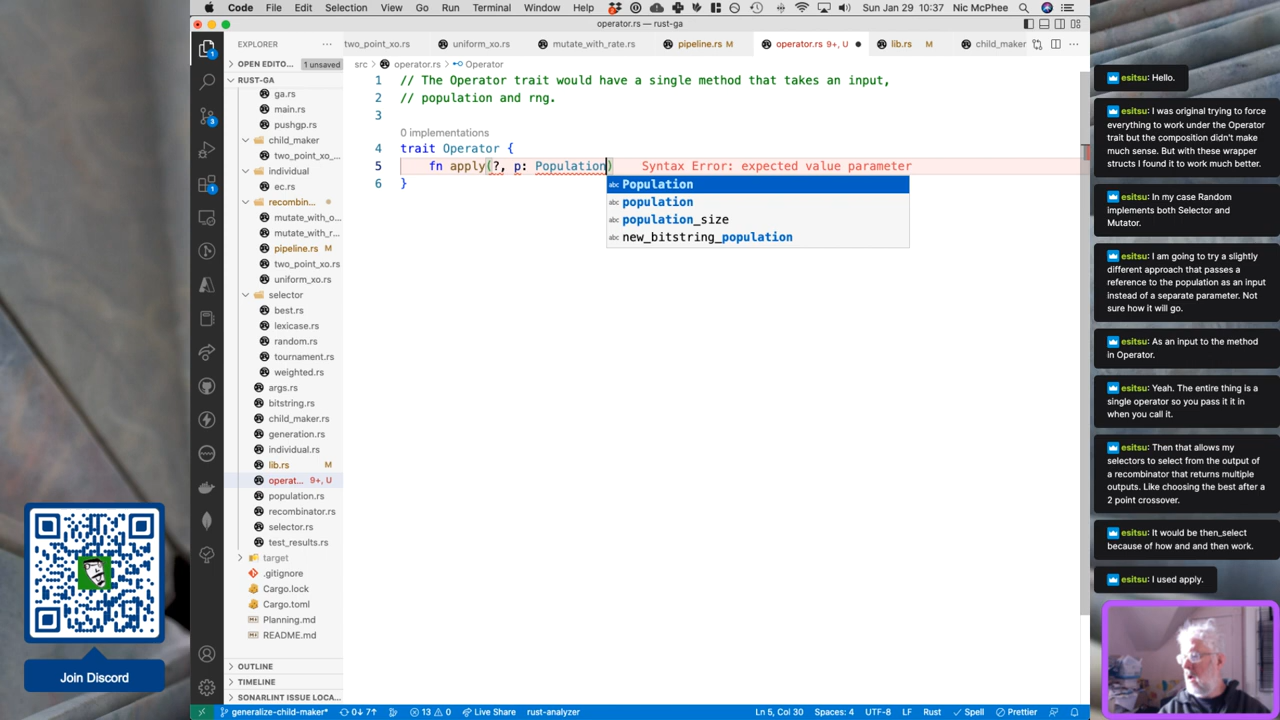 Code File Edit Selection View Go Run Terminal Window Help Sun Jan 29 10:37 Nic McPhee
operator.rs — rust-ga
EXPLORER
two_point_xo.rs uniform_xo.rs mutate_with_rate.rs pipeline.rs M operator.rs 9+, U lib.rs M child_maker
OPEN EDITO... 1 unsaved
RUST-GA
ga.rs
main.rs
pushgp.rs
child_maker
two_point_xo_...
individual
ec.rs
recombin...
mutate_with_o...
mutate_with_r...
pipeline.rs M
two_point_xo.rs
uniform_xo.rs
selector
best.rs
lexicase.rs
random.rs
tournament.rs
weighted.rs
args.rs
bitstring.rs
child_maker.rs
generation.rs
individual.rs
lib.rs M
operat... 9+, U
population.rs
recombinator.rs
selector.rs
test_results.rs
target
.gitignore
Cargo.lock
Cargo.toml
Planning.md
README.md
OUTLINE
TIMELINE
SONARLINT ISSUE LOCA...
src > operator.rs > Operator
1 // The Operator trait would have a single method that takes an input,
2 // population and rng.
3
0 implementations
4 trait Operator {
5 fn apply(?, p: Population) Syntax Error: expected value parameter
6 }
abc Population
abc population
abc population_size
abc new_bitstring_population
esitsu: Hello.
esitsu: I was original trying to force
everything to work under the Operator
trait but the composition didn't make
much sense. But with these wrapper
structs I found it to work much better.
esitsu: In my case Random
implements both Selector and
Mutator.
esitsu: I am going to try a slightly
different approach that passes a
reference to the population as an input
instead of a separate parameter. Not
sure how it will go.
esitsu: As an input to the method
in Operator.
esitsu: Yeah. The entire thing is a
single operator so you pass it it in
when you call it.
esitsu: Then that allows my
selectors to select from the output of
a recombinator that returns multiple
outputs. Like choosing the best after a
2 point crossover.
esitsu: It would be then_select
because of how and and then work.
esitsu: I used apply.
Join Discord
generalize-child-maker* 0↓ 7↑ 13 0 Live Share rust-analyzer Ln 5, Col 30 Spaces: 4 UTF-8 LF Rust Spell Prettier